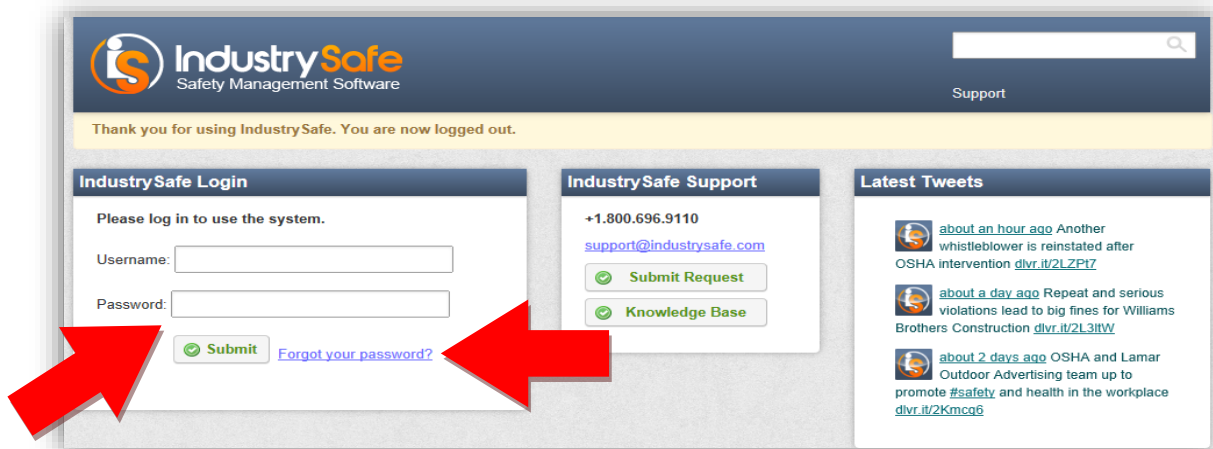 IndustrySafe
Safety Management Software
Support
Thank you for using IndustrySafe. You are now logged out.
IndustrySafe Login
Please log in to use the system.
Username:
Password:
Submit Forgot your password?
IndustrySafe Support
+1.800.696.9110
support@industrysafe.com
Submit Request
Knowledge Base
Latest Tweets
about an hour ago Another
whistleblower is reinstated after
OSHA intervention dlvr.it/2LZPt7
about a day ago Repeat and serious
violations lead to big fines for Williams
Brothers Construction dlvr.it/2L3ltW
about 2 days ago OSHA and Lamar
Outdoor Advertising team up to
promote #safety and health in the workplace
dlvr.it/2Kmcq6